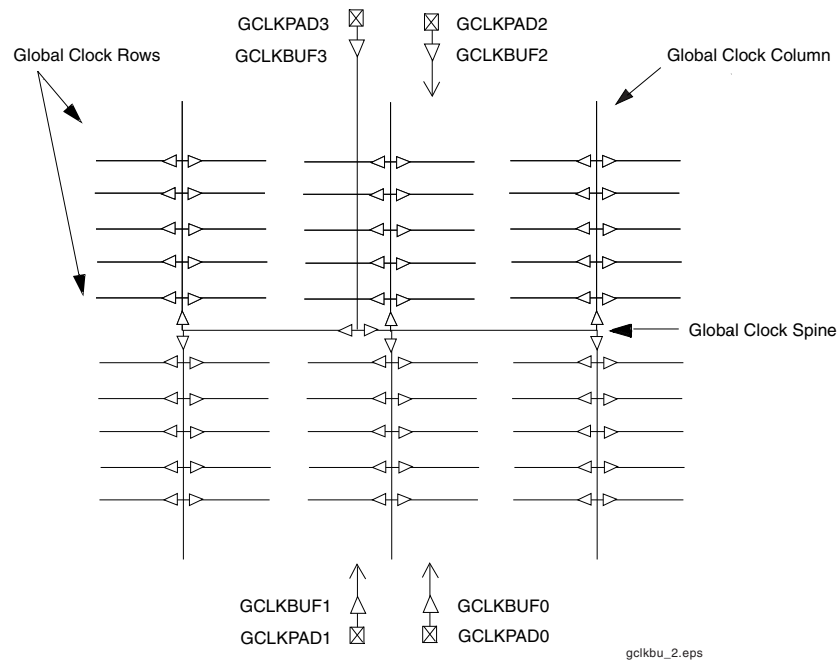 GCLKPAD3
GCLKPAD2
GCLKBUF3
GCLKBUF2
Global Clock Rows
Global Clock Column
Global Clock Spine
GCLKBUF1
GCLKBUF0
GCLKPAD1
GCLKPAD0
gclkbu_2.eps